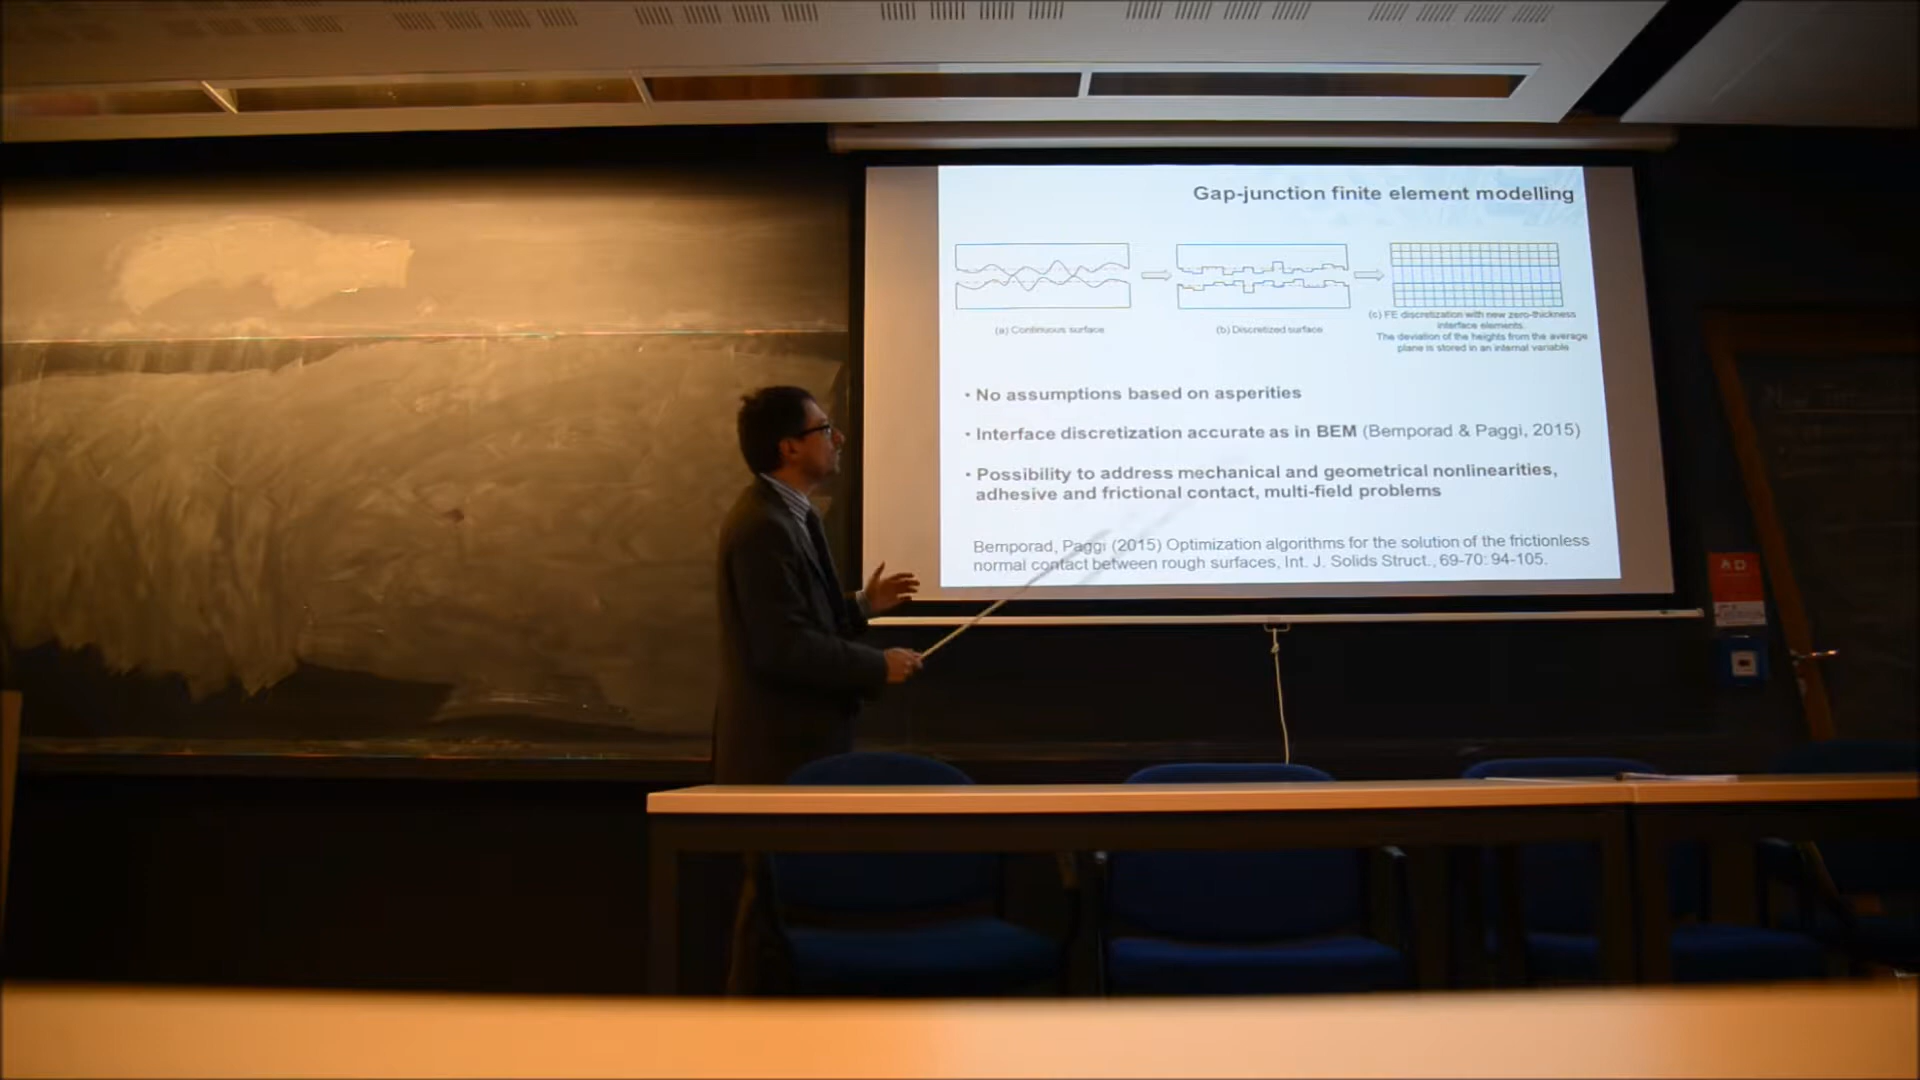 Gap-junction finite element modelling
(a) Continuous surface
(b) Discretized surface
(c) FE discretization with new zero-thickness
interface elements.
The deviation of the heights from the average
plane is stored in an internal variable
• No assumptions based on asperities
• Interface discretization accurate as in BEM (Bemporad & Paggi, 2015)
• Possibility to address mechanical and geometrical nonlinearities,
adhesive and frictional contact, multi-field problems
Bemporad, Paggi (2015) Optimization algorithms for the solution of the frictionless
normal contact between rough surfaces, Int. J. Solids Struct., 69-70: 94-105.